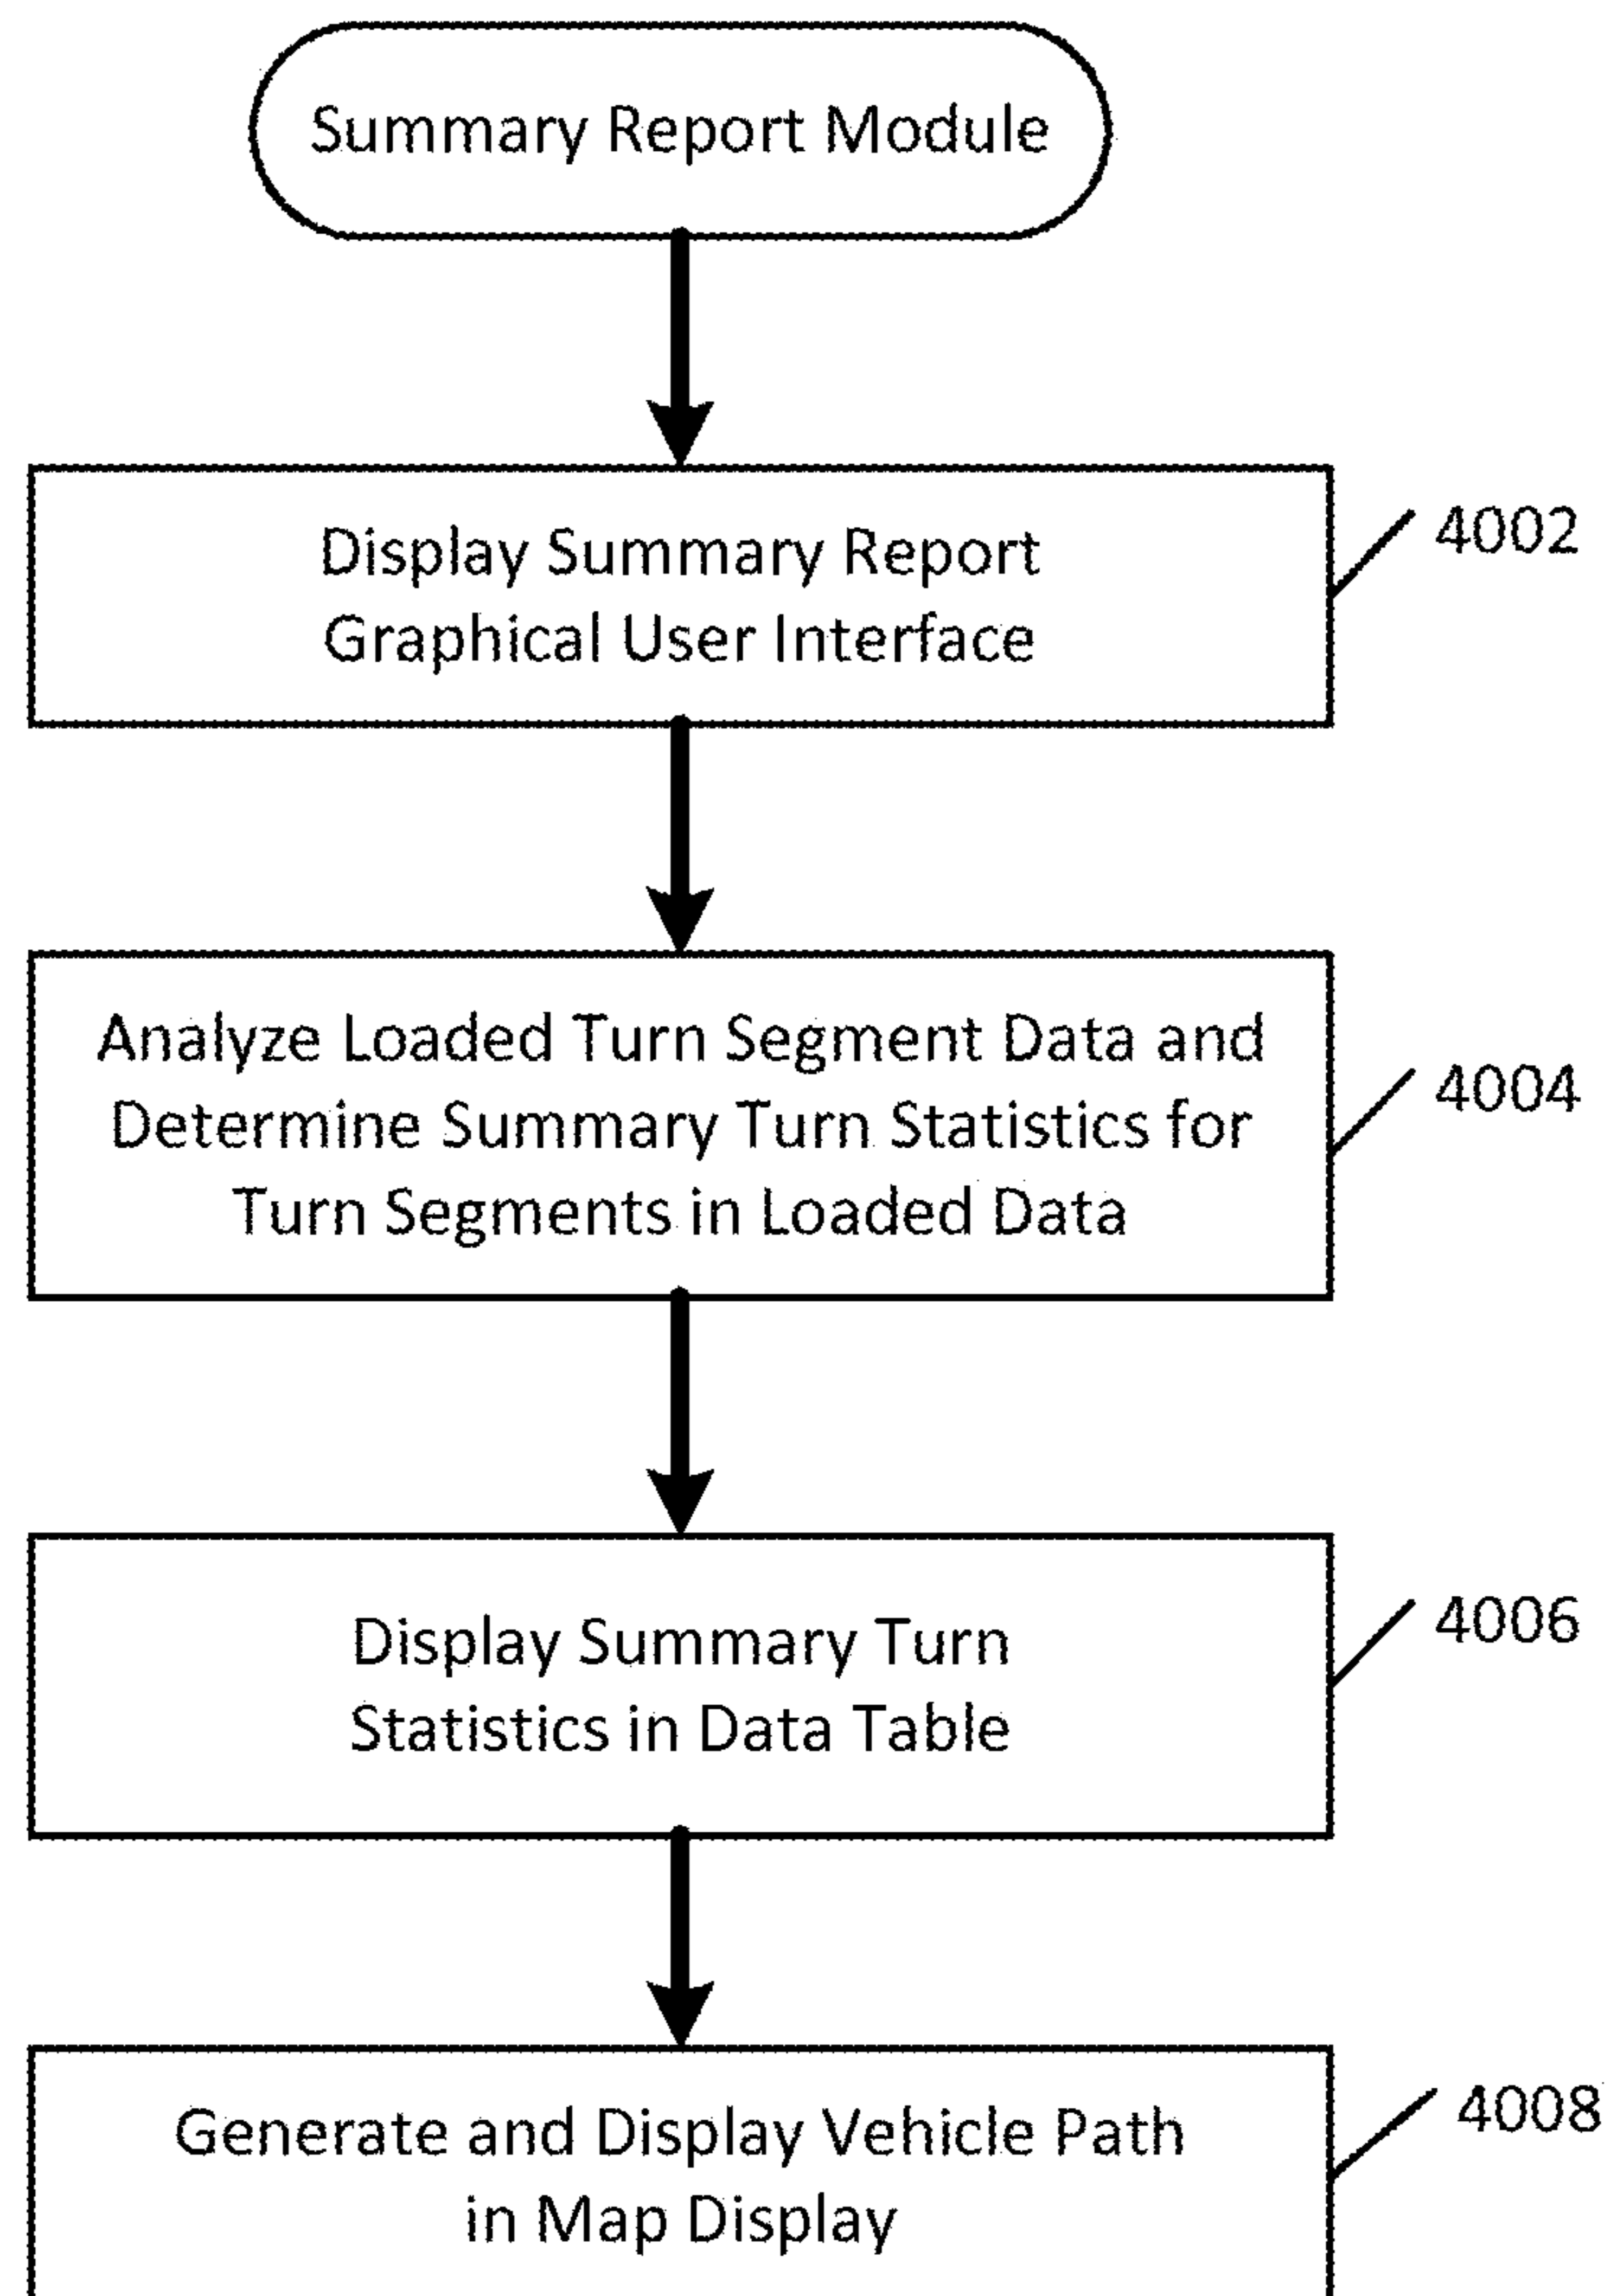 Summary Report Module
Display Summary Report
Graphical User Interface
4002
Analyze Loaded Turn Segment Data and
Determine Summary Turn Statistics for
Turn Segments in Loaded Data
4004
Display Summary Turn
Statistics in Data Table
4006
Generate and Display Vehicle Path
in Map Display
4008